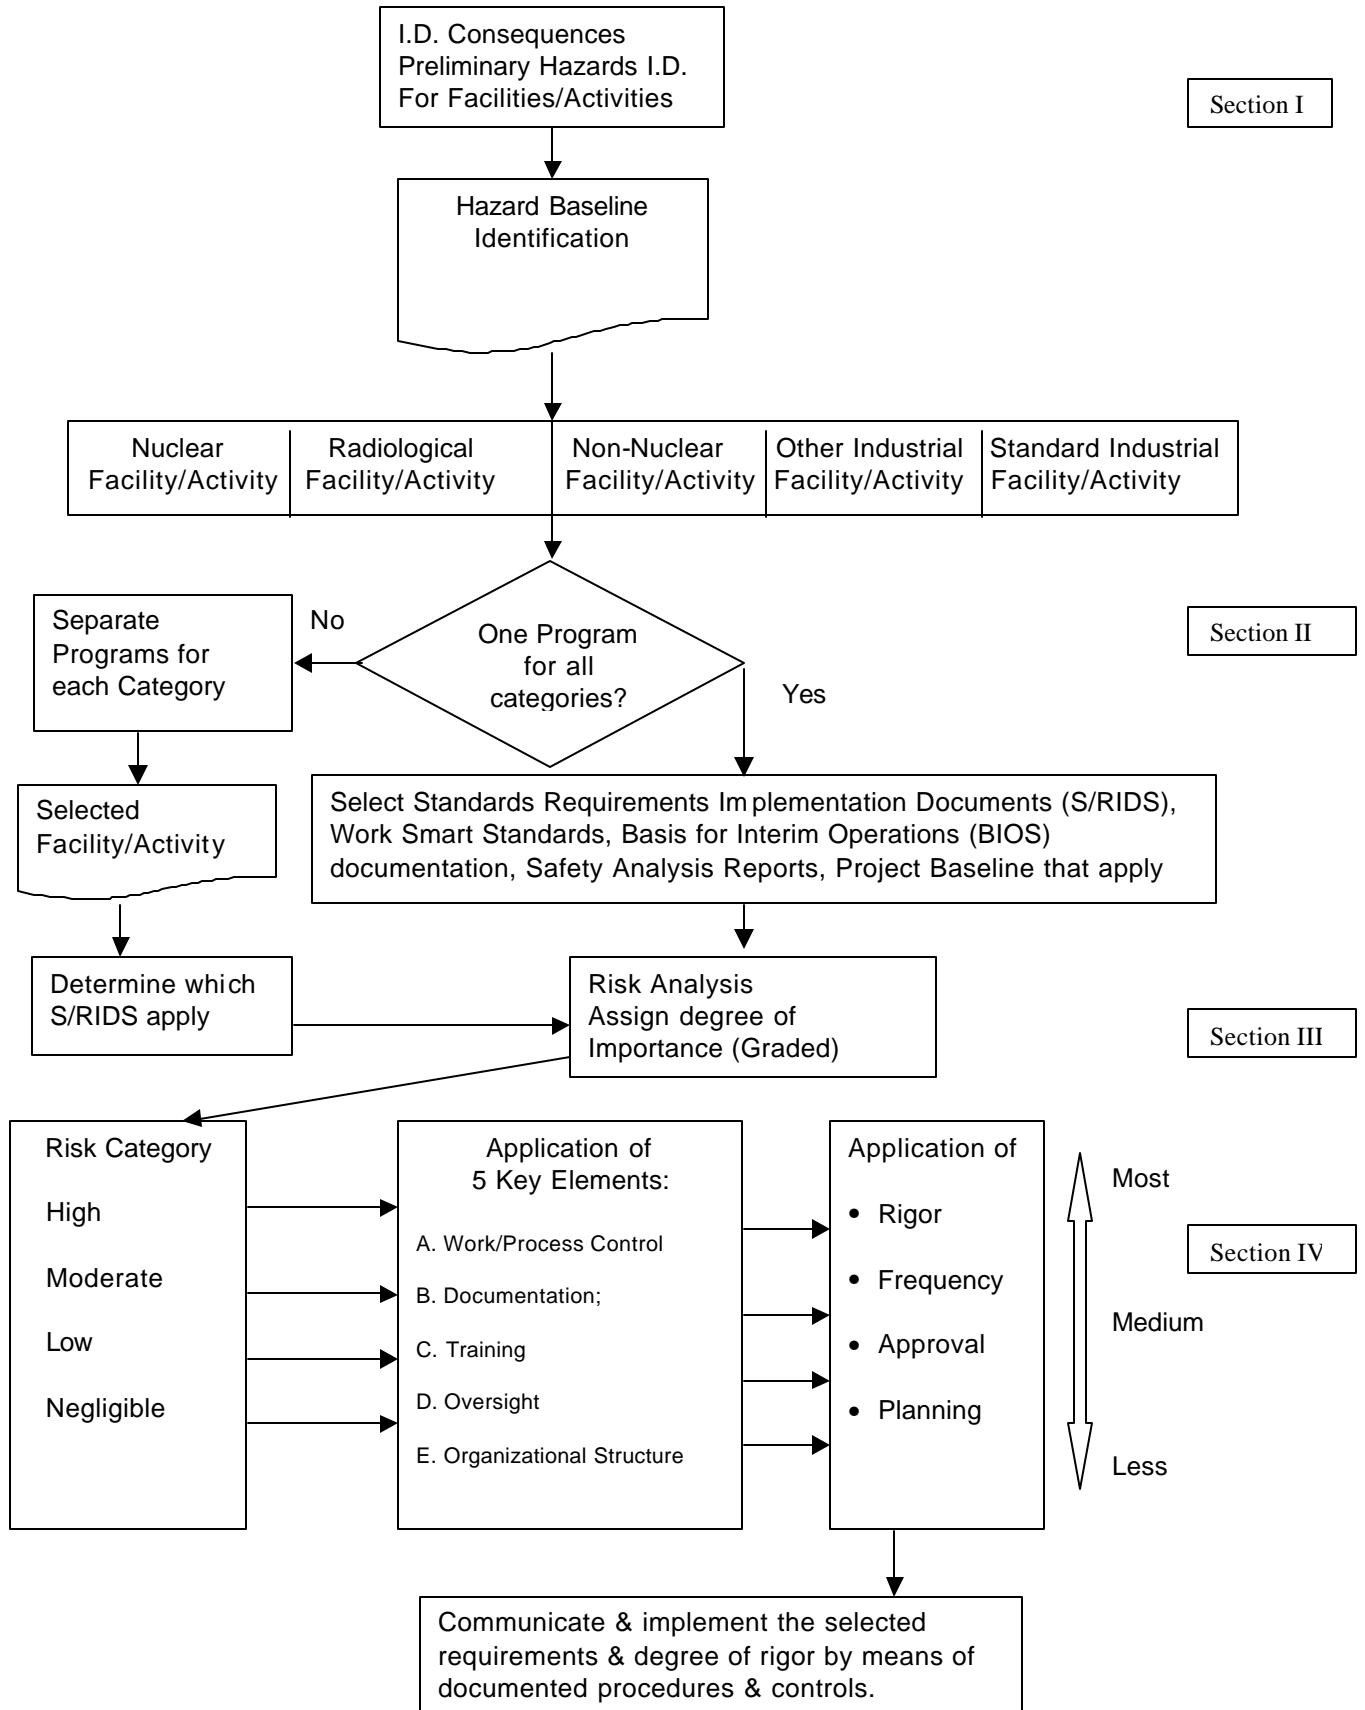 I.D. Consequences
Preliminary Hazards I.D.
For Facilities/Activities
Section I
Hazard Baseline
Identification
Nuclear
Facility/Activity
Radiological
Facility/Activity
Non-Nuclear
Facility/Activity
Other Industrial
Facility/Activity
Standard Industrial
Facility/Activity
Separate
Programs for
each Category
No
One Program
for all
categories?
Yes
Section II
Selected
Facility/Activity
Select Standards Requirements Implementation Documents (S/RIDS),
Work Smart Standards, Basis for Interim Operations (BIOS)
documentation, Safety Analysis Reports, Project Baseline that apply
Determine which
S/RIDS apply
Risk Analysis
Assign degree of
Importance (Graded)
Section III
Risk Category
High
Moderate
Low
Negligible
Application of
5 Key Elements:
A. Work/Process Control
B. Documentation;
C. Training
D. Oversight
E. Organizational Structure
Application of
• Rigor
• Frequency
• Approval
• Planning
Most
Medium
Less
Section IV
Communicate & implement the selected
requirements & degree of rigor by means of
documented procedures & controls.